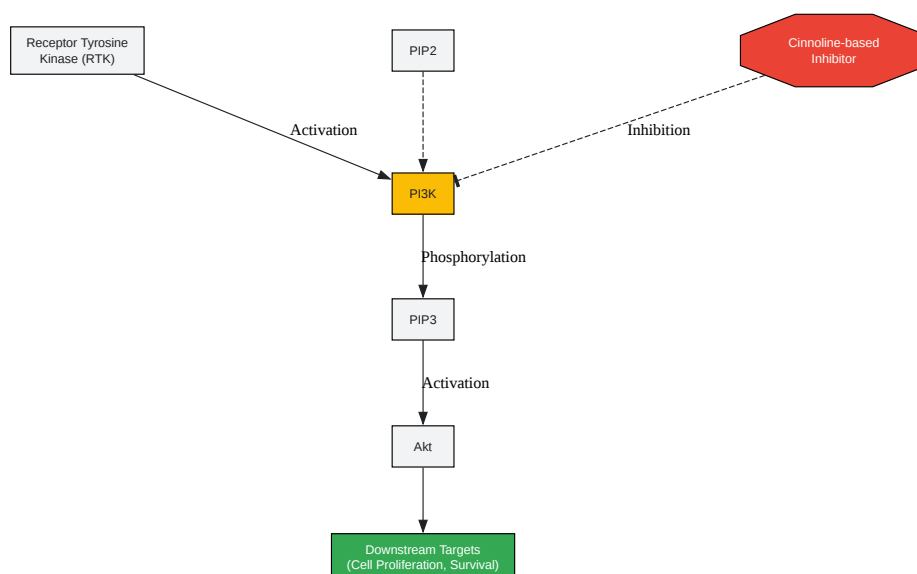 Receptor Tyrosine
Kinase (RTK)
PIP2
Cinnoline-based
Inhibitor
Activation
Inhibition
PI3K
Phosphorylation
PIP3
Activation
Akt
Downstream Targets
(Cell Proliferation, Survival)